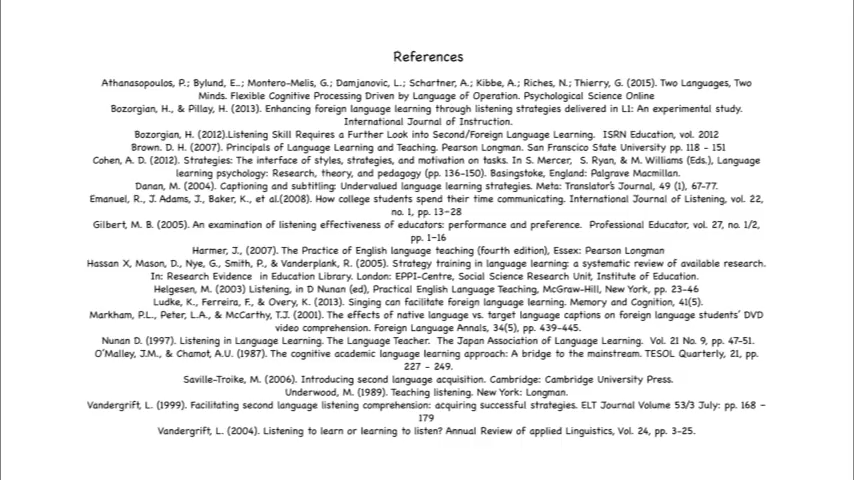 References
Athanasopoulos, P.; Bylund, E.,; Montero-Melis, G.; Damjanovic, L.; Schartner, A.; Kibbe, A.; Riches, N.; Thierry, G. (2015). Two Languages, Two
Minds. Flexible Cognitive Processing Driven by Language of Operation. Psychological Science Online
Bozorgian, H., & Pillay, H. (2013). Enhancing foreign language learning through listening strategies delivered in L1: An experimental study.
International Journal of Instruction.
Bozorgian, H. (2012).Listening Skill Requires a Further Look into Second/Foreign Language Learning. ISRN Education, vol. 2012
Brown. D. H. (2007). Principals of Language Learning and Teaching. Pearson Longman. San Franscico State University pp. 118 - 151
Cohen, A. D. (2012). Strategies: The interface of styles, strategies, and motivation on tasks. In S. Mercer, S. Ryan, & M. Williams (Eds.), Language
learning psychology: Research, theory, and pedagogy (pp. 136-150). Basingstoke, England: Palgrave Macmillan.
Danan, M. (2004). Captioning and subtitling: Undervalued language learning strategies. Meta: Translator's Journal, 49 (1), 67-77.
Emanuel, R., J. Adams, J., Baker, K., et al.(2008). How college students spend their time communicating. International Journal of Listening, vol. 22,
no. 1, pp. 13–28
Gilbert, M. B. (2005). An examination of listening effectiveness of educators: performance and preference. Professional Educator, vol. 27, no. 1/2,
pp. 1–16
Harmer, J., (2007). The Practice of English language teaching (fourth edition), Essex: Pearson Longman
Hassan X, Mason, D., Nye, G., Smith, P., & Vanderplank, R. (2005). Strategy training in language learning: a systematic review of available research.
In: Research Evidence in Education Library. London: EPPI-Centre, Social Science Research Unit, Institute of Education.
Helgesen, M. (2003) Listening, in D Nunan (ed), Practical English Language Teaching, McGraw-Hill, New York, pp. 23-46
Ludke, K., Ferreira, F., & Overy, K. (2013). Singing can facilitate foreign language learning. Memory and Cognition, 41(5).
Markham, P.L., Peter, L.A., & McCarthy, T.J. (2001). The effects of native language vs. target language captions on foreign language students' DVD
video comprehension. Foreign Language Annals, 34(5), pp. 439-445.
Nunan D. (1997). Listening in Language Learning. The Language Teacher. The Japan Association of Language Learning. Vol. 21 No. 9, pp. 47-51.
O'Malley, J.M., & Chamot, A.U. (1987). The cognitive academic language learning approach: A bridge to the mainstream. TESOL Quarterly, 21, pp.
227 - 249.
Saville-Troike, M. (2006). Introducing second language acquisition. Cambridge: Cambridge University Press.
Underwood, M. (1989). Teaching listening. New York: Longman.
Vandergrift, L. (1999). Facilitating second language listening comprehension: acquiring successful strategies. ELT Journal Volume 53/3 July: pp. 168 –
179
Vandergrift, L. (2004). Listening to learn or learning to listen? Annual Review of applied Linguistics, Vol. 24, pp. 3-25.